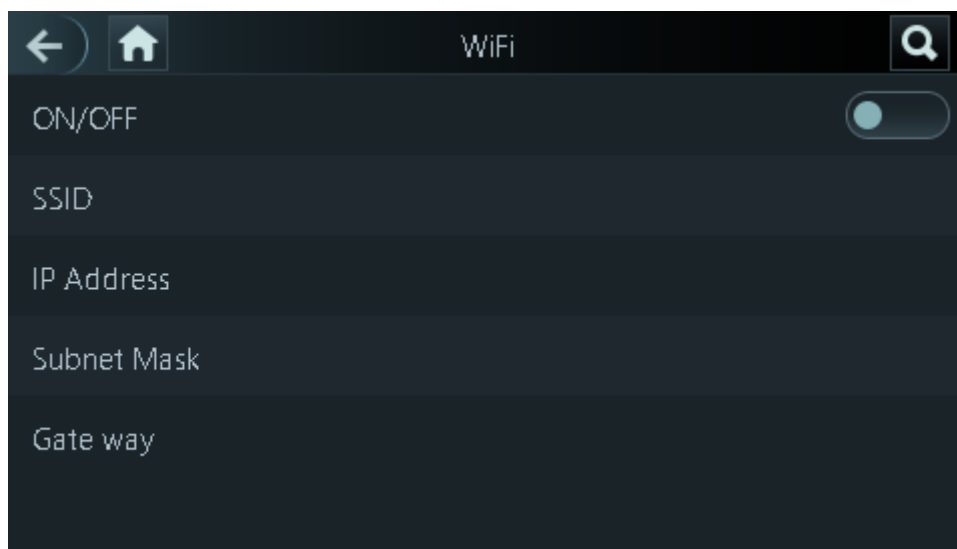 WiFi
ON/OFF
SSID
IP Address
Subnet Mask
Gate way